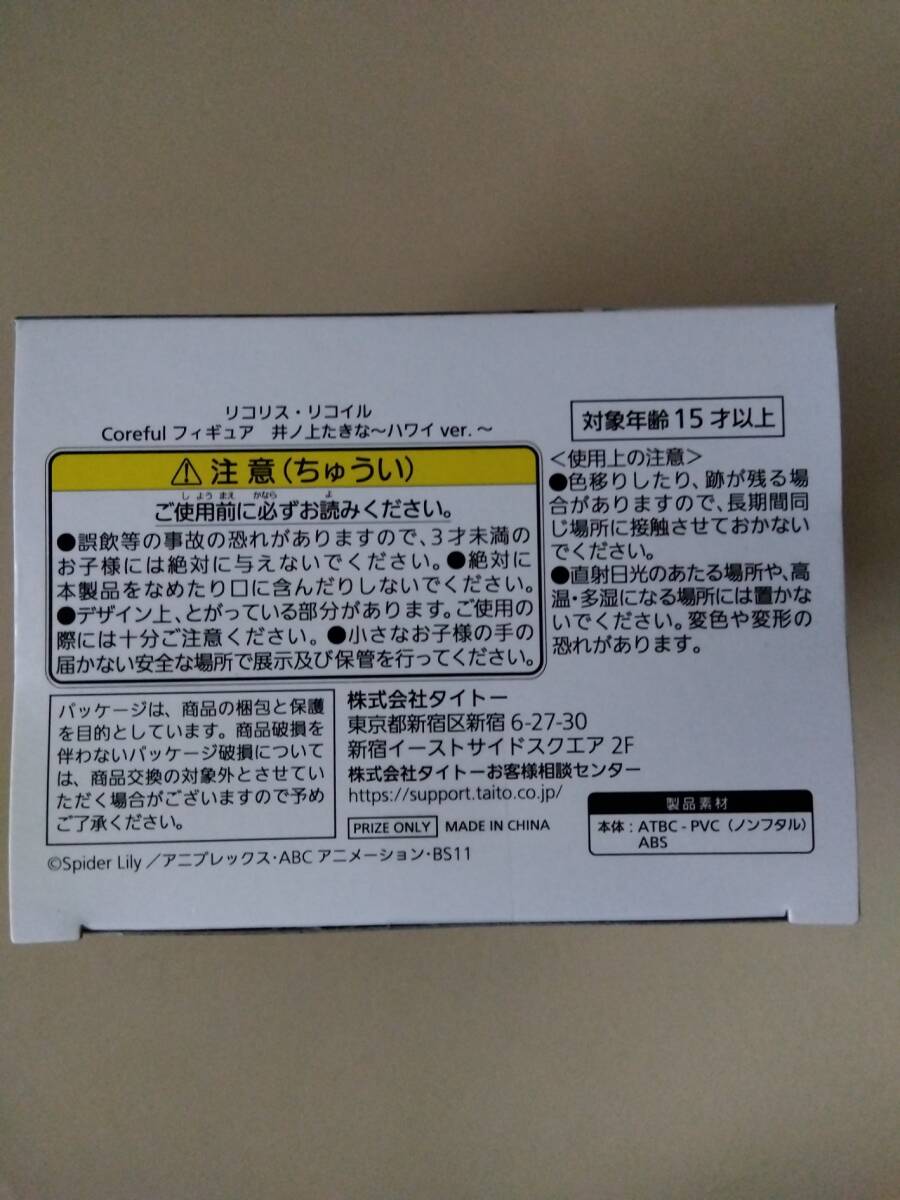 リコリス・リコイル
Coreful フィギュア　井ノ上たきな～ハワイ ver. ～
対象年齢 15 才以上
⚠ 注 意 (ちゅうい)
しようまえ　かなら　よ
ご使用前に必ずお読みください。
●誤飲等の事故の恐れがありますので、3才未満の
お子様には絶対に与えないでください。●絶対に
本製品をなめたり口に含んだりしないでください。
●デザイン上、とがっている部分があります。ご使用の
際には十分ご注意ください。●小さなお子様の手の
届かない安全な場所で展示及び保管を行ってください。
＜使用上の注意＞
●色移りしたり、跡が残る場
合がありますので、長期間同
じ場所に接触させておかない
でください。
●直射日光のあたる場所や、高
温・多湿になる場所には置かな
いでください。変色や変形の
恐れがあります。
パッケージは、商品の梱包と保護
を目的としています。商品破損を
伴わないパッケージ破損について
は、商品交換の対象外とさせてい
ただく場合がございますので予め
ご了承ください。
株式会社タイトー
東京都新宿区新宿 6-27-30
新宿イーストサイドスクエア 2F
株式会社タイトーお客様相談センター
https://support.taito.co.jp/
PRIZE ONLY MADE IN CHINA
製品素材
本体：ATBC - PVC（ノンフタル）
ABS
©Spider Lily／アニプレックス・ABC アニメーション・BS11